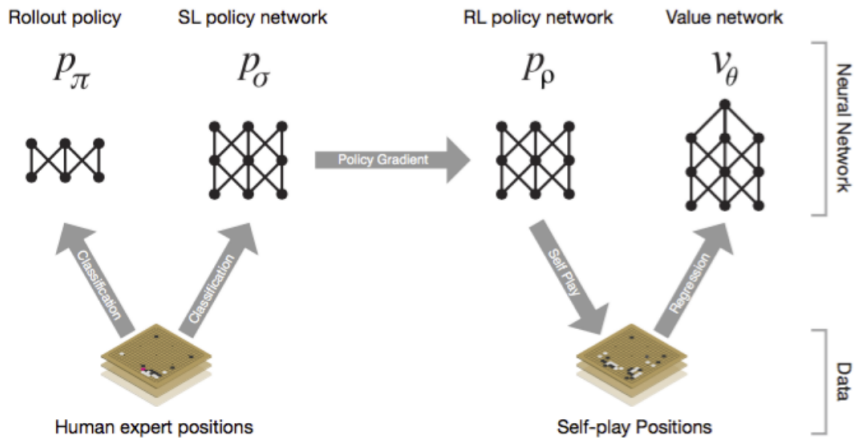 Rollout policy
SL policy network
RL policy network
Value network
pπ
pσ
pρ
vθ
Neural Network
Policy Gradient
Classification
Classification
Self Play
Regression
Data
Human expert positions
Self-play Positions